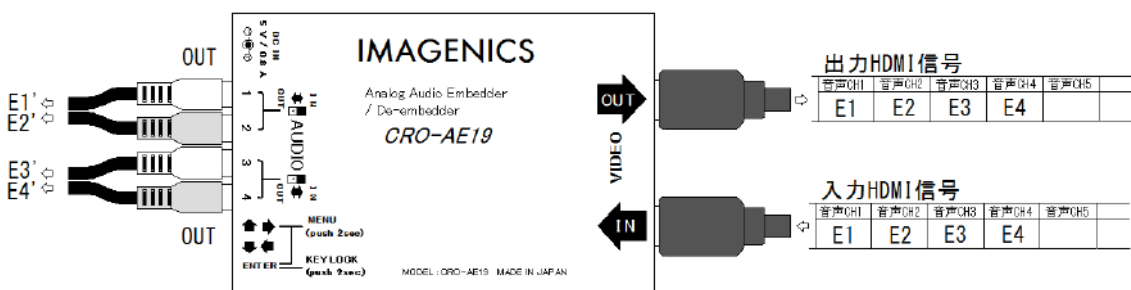 OUT
E1'
E2'
E3'
E4'
OUT
DC IN
5V/0.8A
1
2
3
4
IN
OUT
AUDIO
OUT
IN
MENU
(push 2sec)
ENTER
KEY LOCK
(push 2sec)
IMAGENICS
Analog Audio Embedder
/ De-embedder
CRO-AE19
MODEL:CRO-AE19 MADE IN JAPAN
OUT
VIDEO
IN
出力HDMI信号
音声CH1 音声CH2 音声CH3 音声CH4 音声CH5
E1 E2 E3 E4
入力HDMI信号
音声CH1 音声CH2 音声CH3 音声CH4 音声CH5
E1 E2 E3 E4